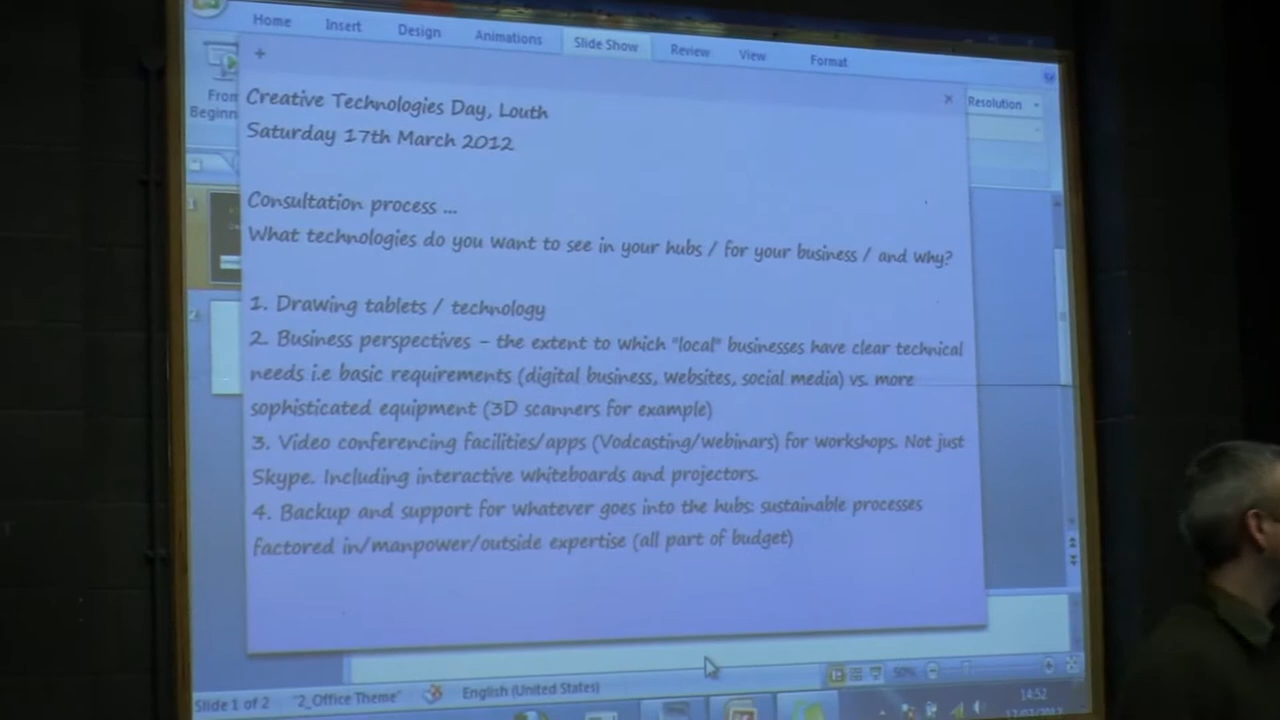 Home Insert Design Animations Slide Show Review View Format
+
From
Beginn
Resolution
Creative Technologies Day, Louth
Saturday 17th March 2012
Consultation process ...
What technologies do you want to see in your hubs / for your business / and why?
1. Drawing tablets / technology
2. Business perspectives - the extent to which "local" businesses have clear technical
needs i.e basic requirements (digital business, websites, social media) vs. more
sophisticated equipment (3D scanners for example)
3. Video conferencing facilities/apps (Vodcasting/webinars) for workshops. Not just
Skype. Including interactive whiteboards and projectors.
4. Backup and support for whatever goes into the hubs: sustainable processes
factored in/manpower/outside expertise (all part of budget)
Slide 1 of 2 "2_Office Theme" English (United States) 50%
14:52
17/03/2012